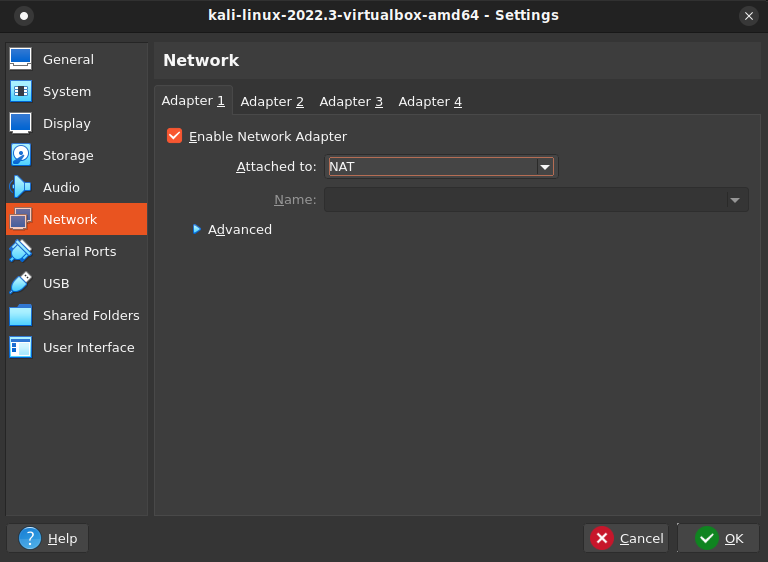 kali-linux-2022.3-virtualbox-amd64 - Settings
General
System
Display
Storage
Audio
Network
Serial Ports
USB
Shared Folders
User Interface
Network
Adapter 1 Adapter 2 Adapter 3 Adapter 4
Enable Network Adapter
Attached to: NAT
Name:
Advanced
Help Cancel OK